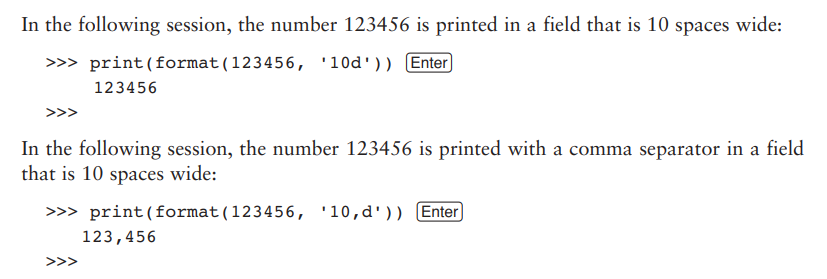 In the following session, the number 123456 is printed in a field that is 10 spaces wide:
>>> print(format(123456, '10d')) Enter
    123456
>>>
In the following session, the number 123456 is printed with a comma separator in a field
that is 10 spaces wide:
>>> print(format(123456, '10,d')) Enter
   123,456
>>>